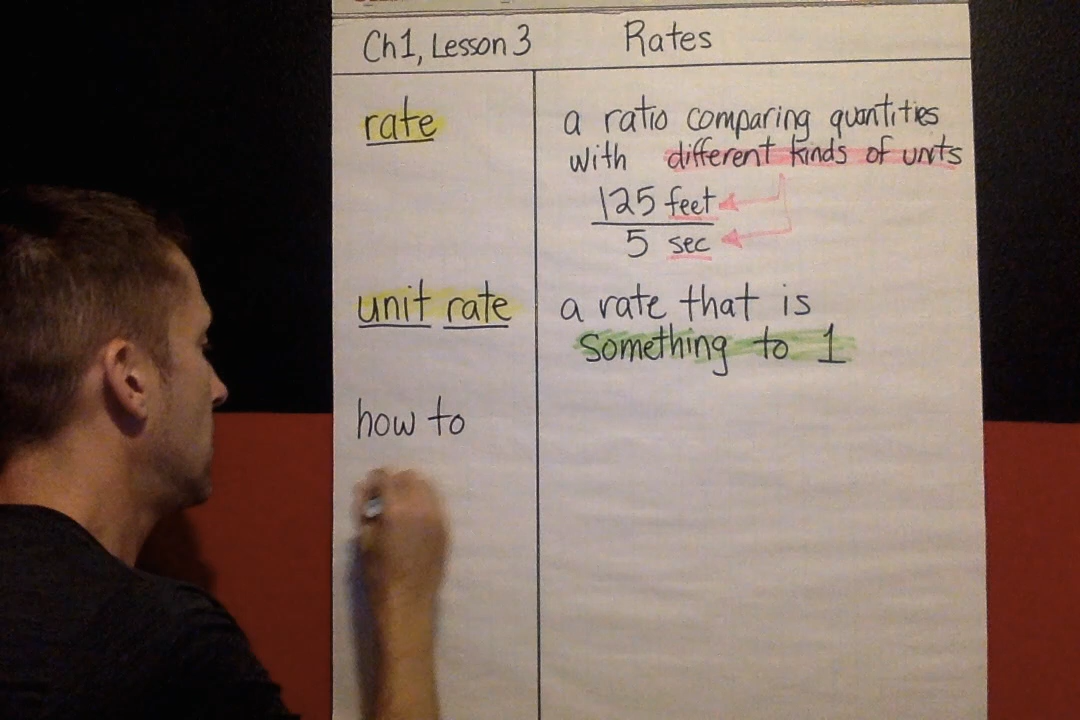 Ch1, Lesson 3 Rates
rate
a ratio comparing quantities
with different kinds of units
125 feet
5 sec
unit rate
a rate that is
something to 1
how to